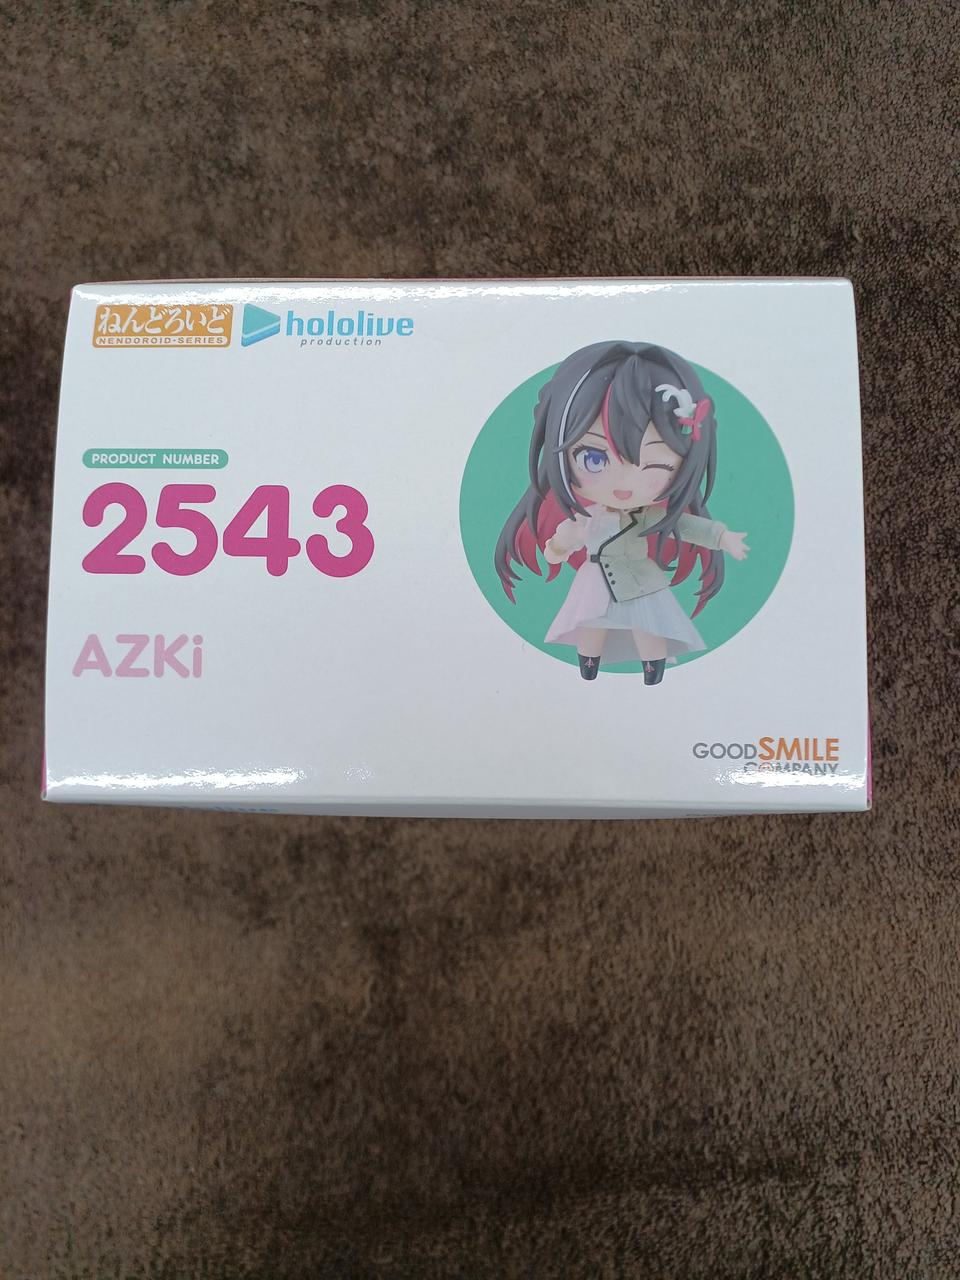 ねんどろいど
NENDOROID·SERIES
hololive
production
PRODUCT NUMBER
2543
AZKi
GOODSMILE
COMPANY